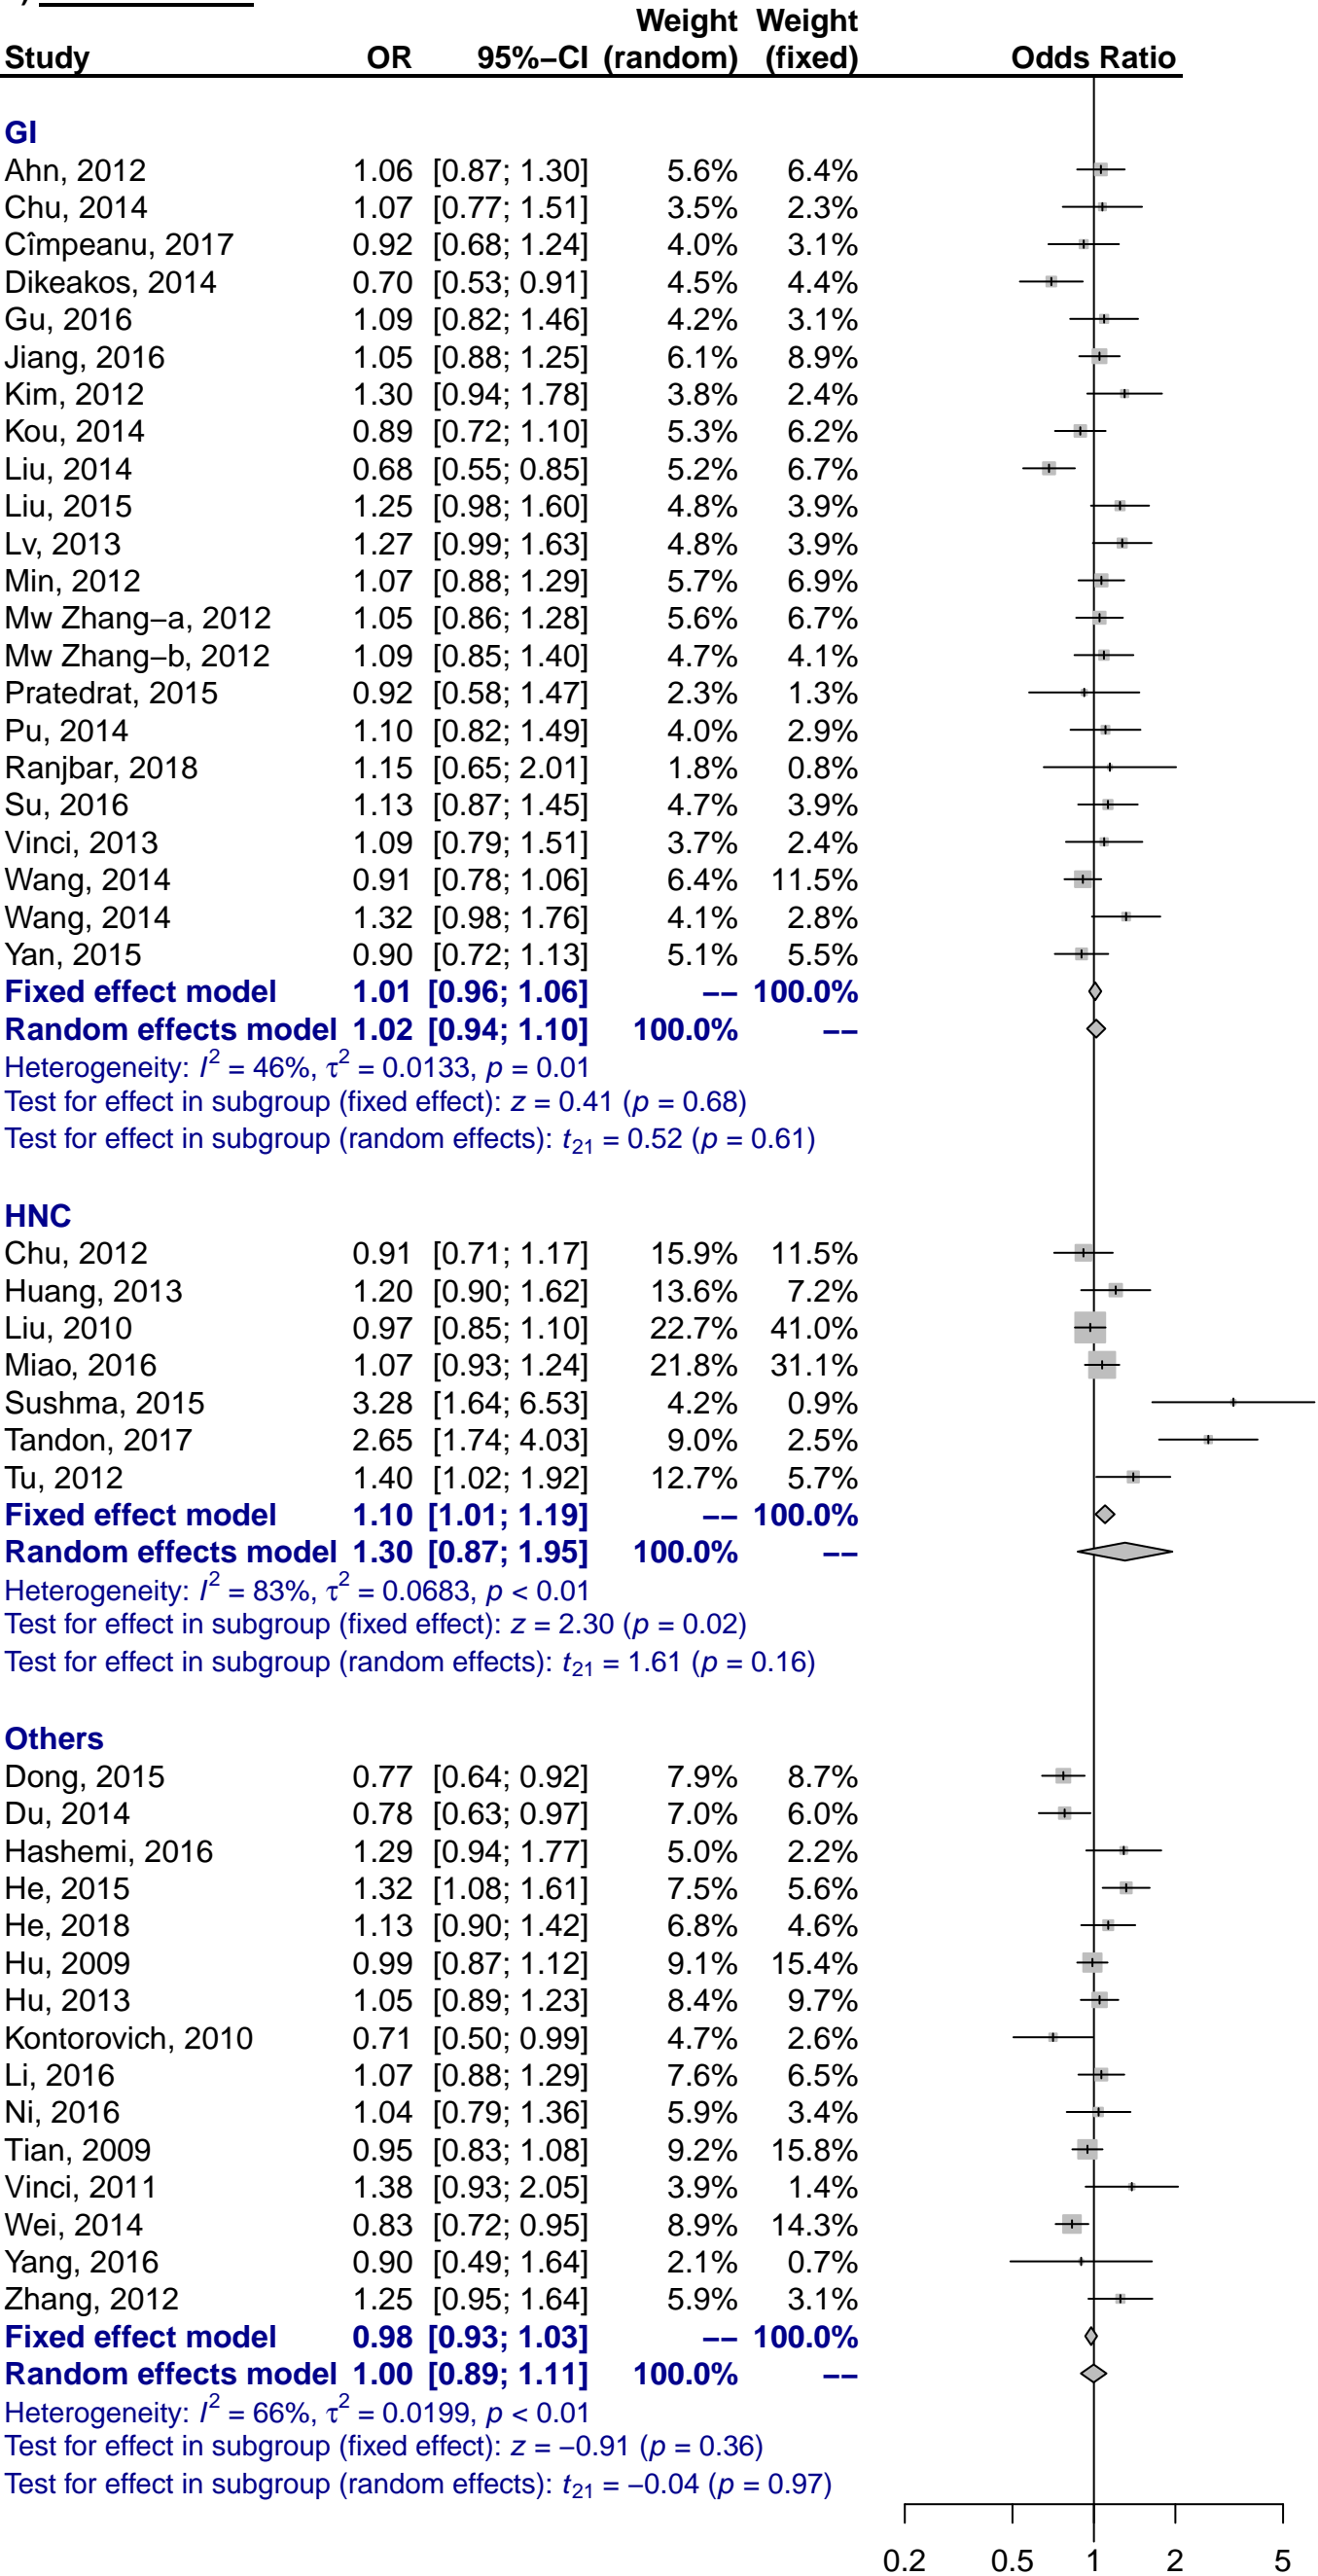 )
Weight Weight
Study OR 95%−CI (random) (fixed) Odds Ratio
GI
Ahn, 2012 1.06 [0.87; 1.30] 5.6% 6.4%
Chu, 2014 1.07 [0.77; 1.51] 3.5% 2.3%
Cîmpeanu, 2017 0.92 [0.68; 1.24] 4.0% 3.1%
Dikeakos, 2014 0.70 [0.53; 0.91] 4.5% 4.4%
Gu, 2016 1.09 [0.82; 1.46] 4.2% 3.1%
Jiang, 2016 1.05 [0.88; 1.25] 6.1% 8.9%
Kim, 2012 1.30 [0.94; 1.78] 3.8% 2.4%
Kou, 2014 0.89 [0.72; 1.10] 5.3% 6.2%
Liu, 2014 0.68 [0.55; 0.85] 5.2% 6.7%
Liu, 2015 1.25 [0.98; 1.60] 4.8% 3.9%
Lv, 2013 1.27 [0.99; 1.63] 4.8% 3.9%
Min, 2012 1.07 [0.88; 1.29] 5.7% 6.9%
Mw Zhang−a, 2012 1.05 [0.86; 1.28] 5.6% 6.7%
Mw Zhang−b, 2012 1.09 [0.85; 1.40] 4.7% 4.1%
Pratedrat, 2015 0.92 [0.58; 1.47] 2.3% 1.3%
Pu, 2014 1.10 [0.82; 1.49] 4.0% 2.9%
Ranjbar, 2018 1.15 [0.65; 2.01] 1.8% 0.8%
Su, 2016 1.13 [0.87; 1.45] 4.7% 3.9%
Vinci, 2013 1.09 [0.79; 1.51] 3.7% 2.4%
Wang, 2014 0.91 [0.78; 1.06] 6.4% 11.5%
Wang, 2014 1.32 [0.98; 1.76] 4.1% 2.8%
Yan, 2015 0.90 [0.72; 1.13] 5.1% 5.5%
Fixed effect model 1.01 [0.96; 1.06] −− 100.0%
Random effects model 1.02 [0.94; 1.10] 100.0% −−
Heterogeneity: I² = 46%, τ² = 0.0133, p = 0.01
Test for effect in subgroup (fixed effect): z = 0.41 (p = 0.68)
Test for effect in subgroup (random effects): t₂₁ = 0.52 (p = 0.61)
HNC
Chu, 2012 0.91 [0.71; 1.17] 15.9% 11.5%
Huang, 2013 1.20 [0.90; 1.62] 13.6% 7.2%
Liu, 2010 0.97 [0.85; 1.10] 22.7% 41.0%
Miao, 2016 1.07 [0.93; 1.24] 21.8% 31.1%
Sushma, 2015 3.28 [1.64; 6.53] 4.2% 0.9%
Tandon, 2017 2.65 [1.74; 4.03] 9.0% 2.5%
Tu, 2012 1.40 [1.02; 1.92] 12.7% 5.7%
Fixed effect model 1.10 [1.01; 1.19] −− 100.0%
Random effects model 1.30 [0.87; 1.95] 100.0% −−
Heterogeneity: I² = 83%, τ² = 0.0683, p < 0.01
Test for effect in subgroup (fixed effect): z = 2.30 (p = 0.02)
Test for effect in subgroup (random effects): t₂₁ = 1.61 (p = 0.16)
Others
Dong, 2015 0.77 [0.64; 0.92] 7.9% 8.7%
Du, 2014 0.78 [0.63; 0.97] 7.0% 6.0%
Hashemi, 2016 1.29 [0.94; 1.77] 5.0% 2.2%
He, 2015 1.32 [1.08; 1.61] 7.5% 5.6%
He, 2018 1.13 [0.90; 1.42] 6.8% 4.6%
Hu, 2009 0.99 [0.87; 1.12] 9.1% 15.4%
Hu, 2013 1.05 [0.89; 1.23] 8.4% 9.7%
Kontorovich, 2010 0.71 [0.50; 0.99] 4.7% 2.6%
Li, 2016 1.07 [0.88; 1.29] 7.6% 6.5%
Ni, 2016 1.04 [0.79; 1.36] 5.9% 3.4%
Tian, 2009 0.95 [0.83; 1.08] 9.2% 15.8%
Vinci, 2011 1.38 [0.93; 2.05] 3.9% 1.4%
Wei, 2014 0.83 [0.72; 0.95] 8.9% 14.3%
Yang, 2016 0.90 [0.49; 1.64] 2.1% 0.7%
Zhang, 2012 1.25 [0.95; 1.64] 5.9% 3.1%
Fixed effect model 0.98 [0.93; 1.03] −− 100.0%
Random effects model 1.00 [0.89; 1.11] 100.0% −−
Heterogeneity: I² = 66%, τ² = 0.0199, p < 0.01
Test for effect in subgroup (fixed effect): z = −0.91 (p = 0.36)
Test for effect in subgroup (random effects): t₂₁ = −0.04 (p = 0.97)
0.2 0.5 1 2 5